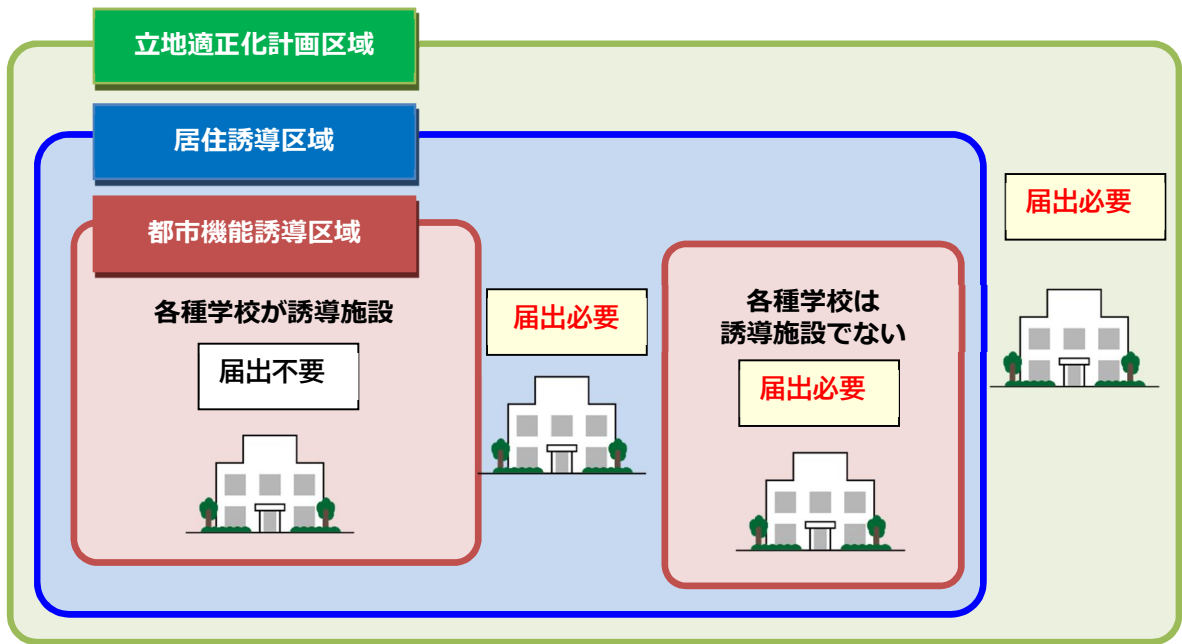 立地適正化計画区域
居住誘導区域
都市機能誘導区域
各種学校が誘導施設
届出不要
届出必要
各種学校は
誘導施設でない
届出必要
届出必要